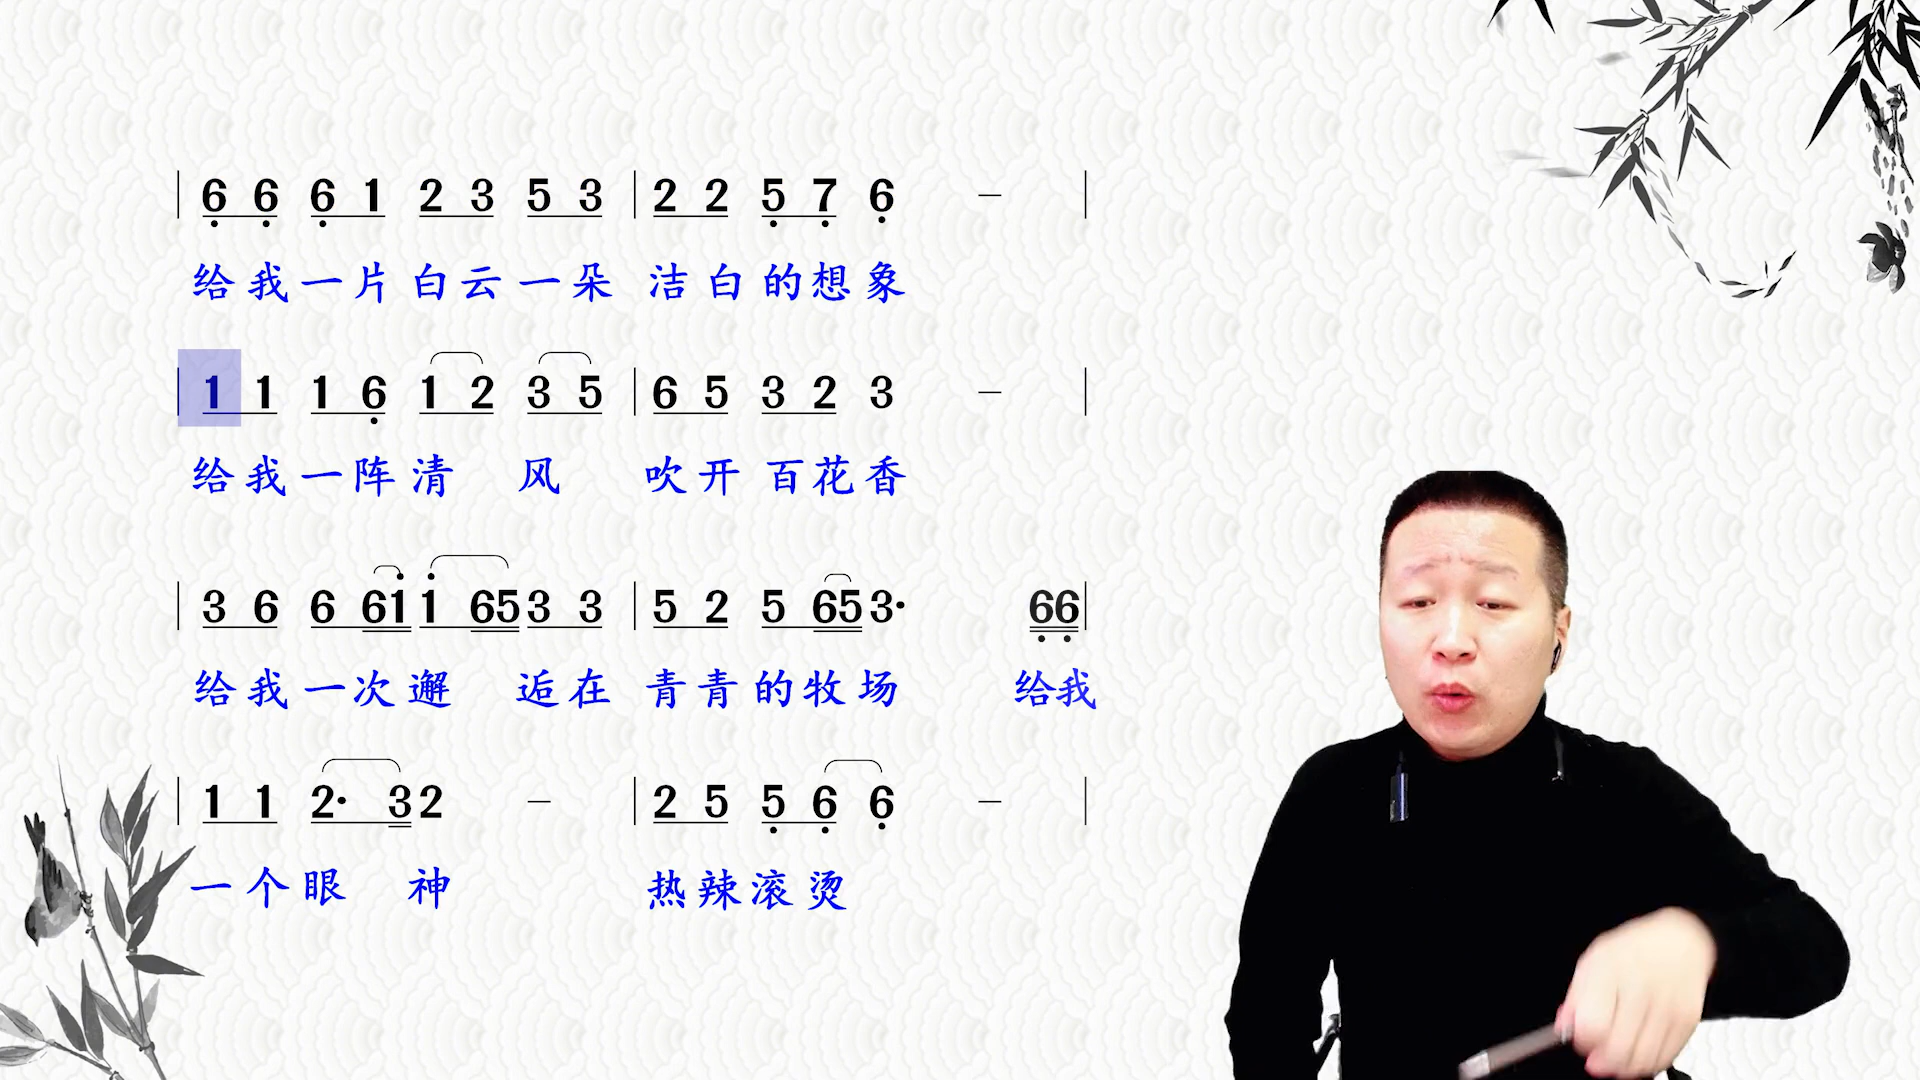 6 6 6 1 2 3 5 3 2 2 5 7 6 –
给我一片白云一朵 洁白的想象
1 1 1 6 1 2 3 5 6 5 3 2 3 –
给我一阵清 风 吹开百花香
3 6 6 61 1 65 3 3 5 2 5 65 3· 66
给我一次邂 逅在 青青的牧场 给我
1 1 2· 3 2 – 2 5 5 6 6 –
一个眼 神 热辣滚烫